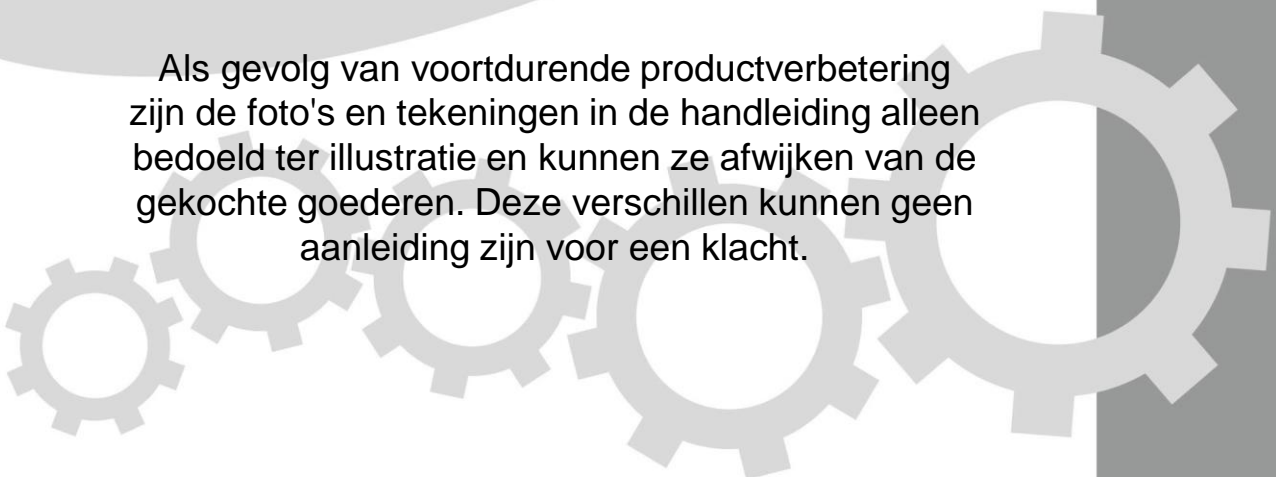 Als gevolg van voortdurende productverbetering
zijn de foto's en tekeningen in de handleiding alleen
bedoeld ter illustratie en kunnen ze afwijken van de
gekochte goederen. Deze verschillen kunnen geen
aanleiding zijn voor een klacht.